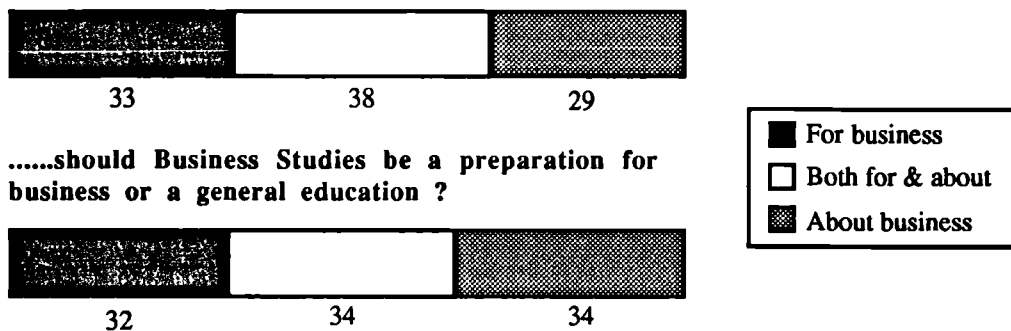 33 38 29
......should Business Studies be a preparation for
business or a general education ?
For business
Both for & about
About business
32 34 34